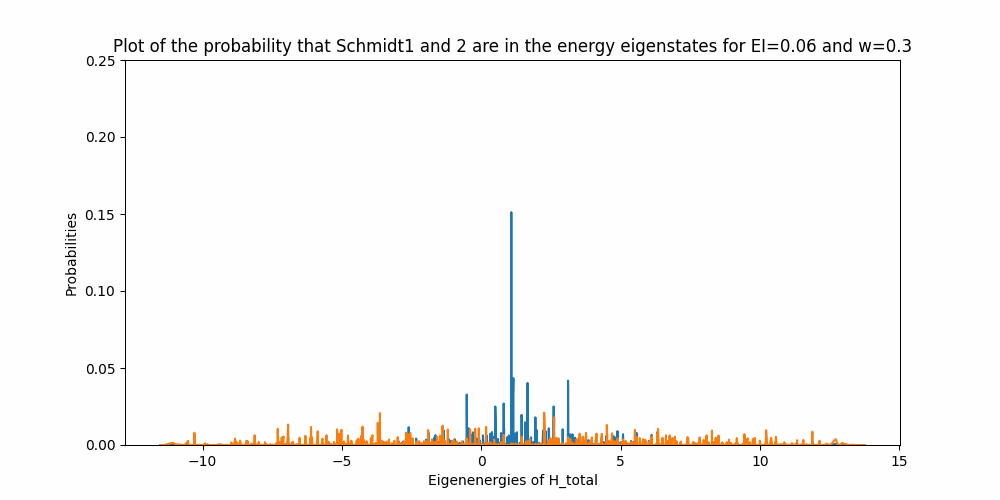 Plot of the probability that Schmidt1 and 2 are in the energy eigenstates for EI=0.06 and w=0.3
0.25
0.20
0.15
0.10
0.05
0.00
Probabilities
−10 −5 0 5 10 15
Eigenenergies of H_total